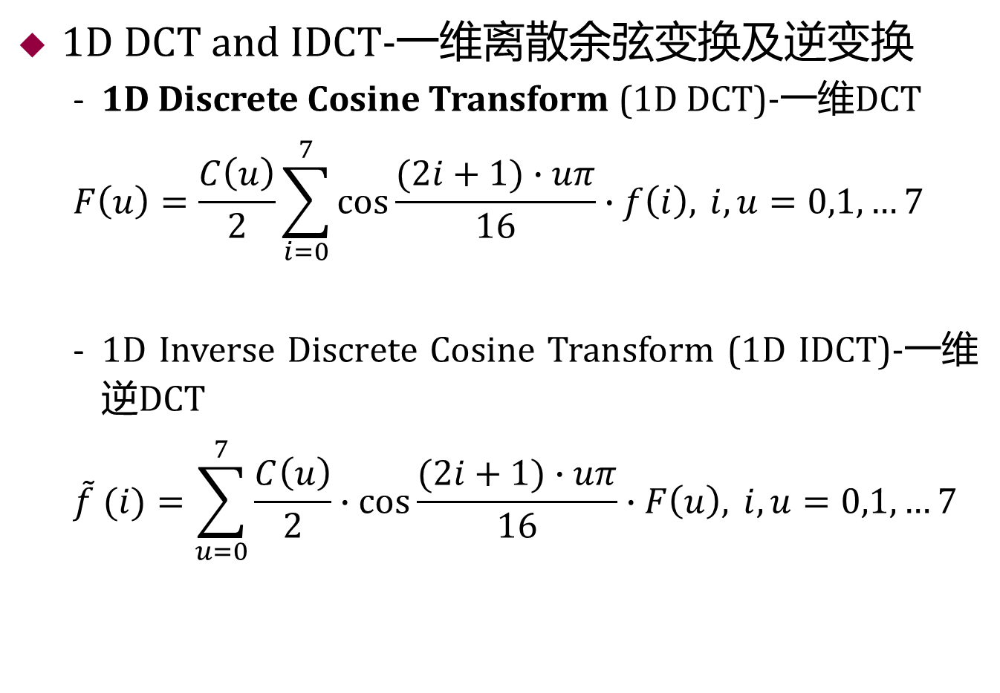 ◆ 1D DCT and IDCT-一维离散余弦变换及逆变换
- 1D Discrete Cosine Transform (1D DCT)-一维DCT
F(u) = \frac{C(u)}{2} \sum_{i=0}^{7} \cos \frac{(2i + 1) \cdot u\pi}{16} \cdot f(i), i, u = 0,1, … 7
- 1D Inverse Discrete Cosine Transform (1D IDCT)-一维
逆DCT
\tilde{f} (i) = \sum_{u=0}^{7} \frac{C(u)}{2} \cdot \cos \frac{(2i + 1) \cdot u\pi}{16} \cdot F(u), i, u = 0,1, … 7